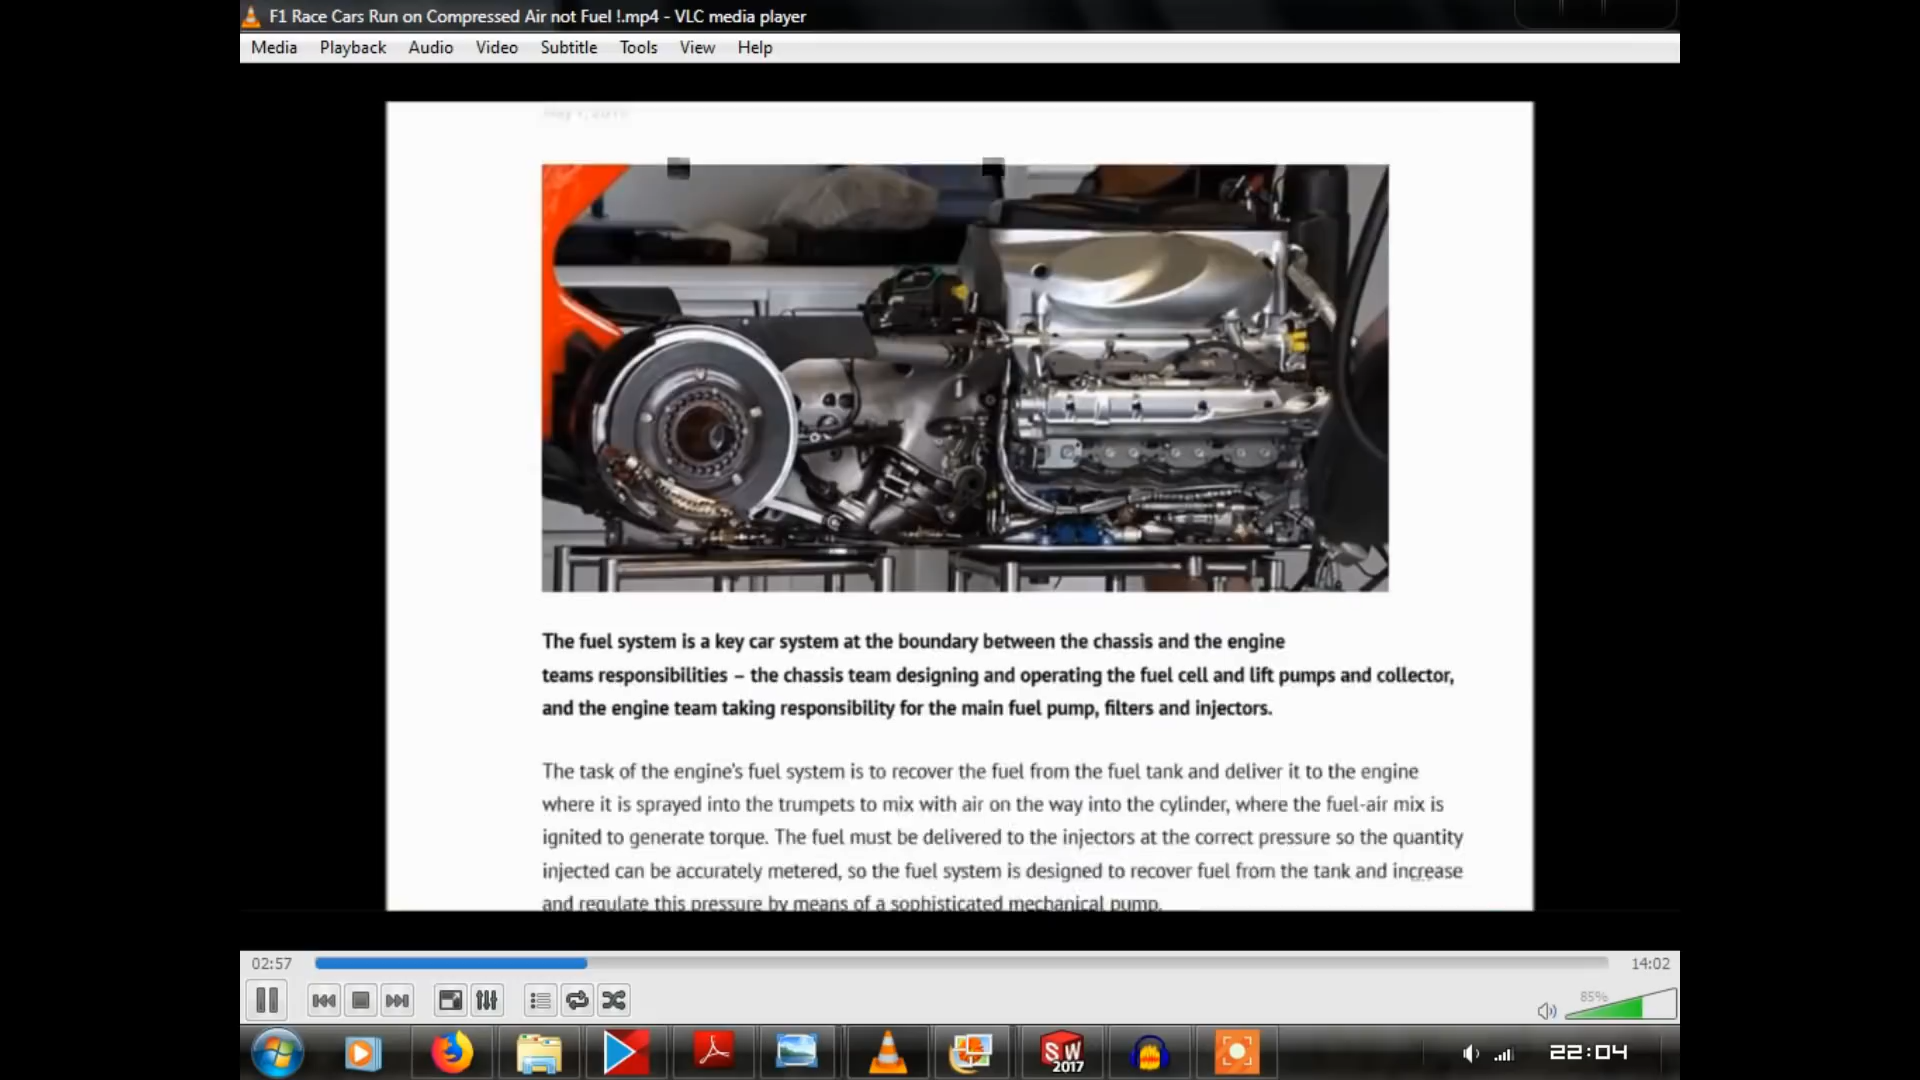 F1 Race Cars Run on Compressed Air not Fuel !.mp4 - VLC media player
Media Playback Audio Video Subtitle Tools View Help
The fuel system is a key car system at the boundary between the chassis and the engine
teams responsibilities – the chassis team designing and operating the fuel cell and lift pumps and collector,
and the engine team taking responsibility for the main fuel pump, filters and injectors.
The task of the engine's fuel system is to recover the fuel from the fuel tank and deliver it to the engine
where it is sprayed into the trumpets to mix with air on the way into the cylinder, where the fuel-air mix is
ignited to generate torque. The fuel must be delivered to the injectors at the correct pressure so the quantity
injected can be accurately metered, so the fuel system is designed to recover fuel from the tank and increase
and regulate this pressure by means of a sophisticated mechanical pump.
02:57 14:02
85%
SW
2017
22:04